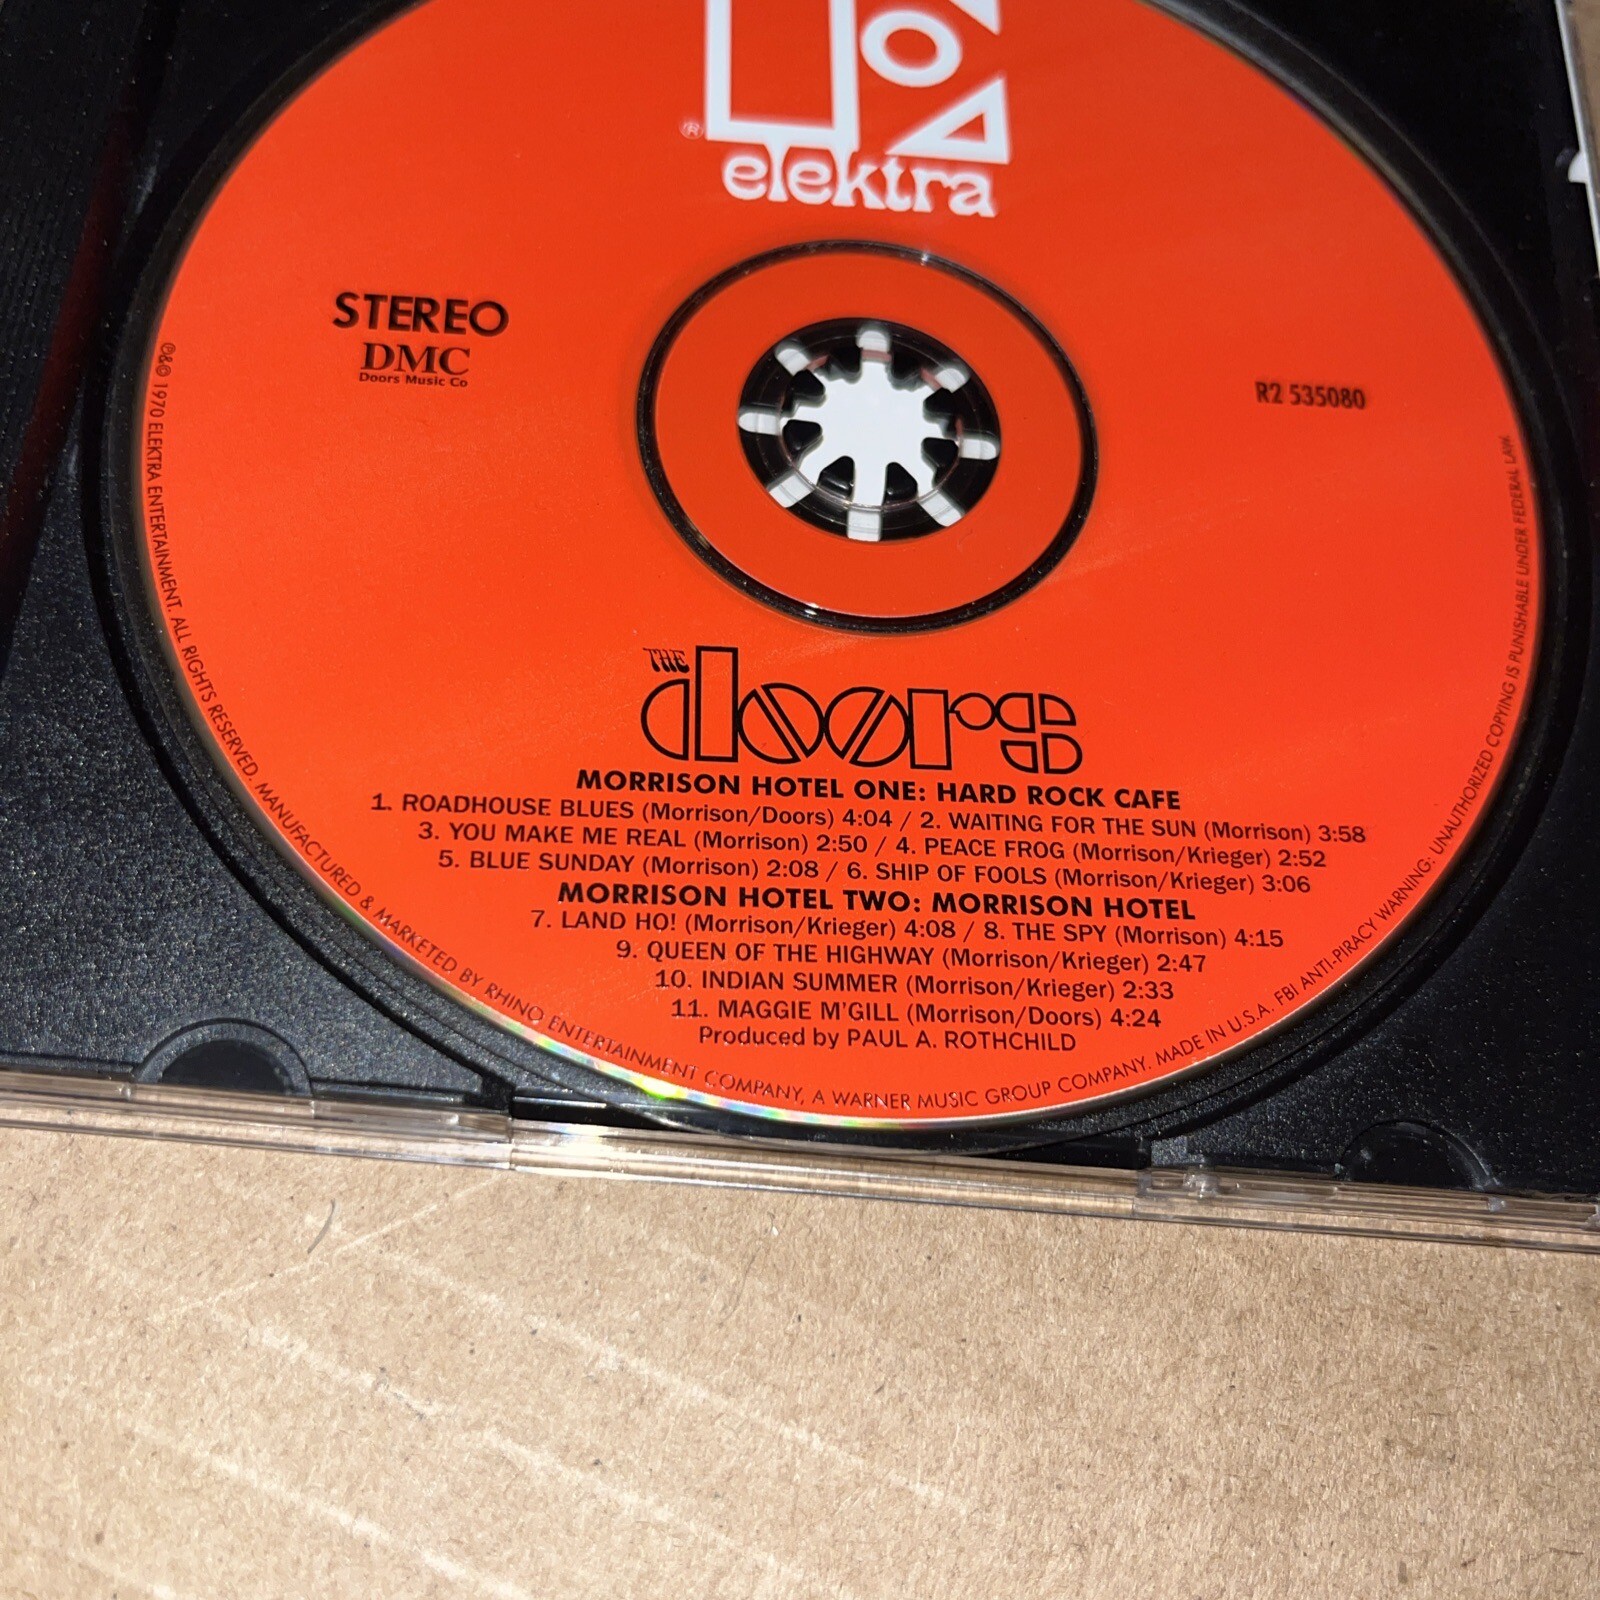 ®
elektra
STEREO
DMC
Doors Music Co
R2 535080
THE
doors
MORRISON HOTEL ONE: HARD ROCK CAFE
1. ROADHOUSE BLUES (Morrison/Doors) 4:04 / 2. WAITING FOR THE SUN (Morrison) 3:58
3. YOU MAKE ME REAL (Morrison) 2:50 / 4. PEACE FROG (Morrison/Krieger) 2:52
5. BLUE SUNDAY (Morrison) 2:08 / 6. SHIP OF FOOLS (Morrison/Krieger) 3:06
MORRISON HOTEL TWO: MORRISON HOTEL
7. LAND HO! (Morrison/Krieger) 4:08 / 8. THE SPY (Morrison) 4:15
9. QUEEN OF THE HIGHWAY (Morrison/Krieger) 2:47
10. INDIAN SUMMER (Morrison/Krieger) 2:33
11. MAGGIE M'GILL (Morrison/Doors) 4:24
Produced by PAUL A. ROTHCHILD
℗&© 1970 ELEKTRA ENTERTAINMENT. ALL RIGHTS RESERVED. MANUFACTURED & MARKETED BY RHINO ENTERTAINMENT COMPANY, A WARNER MUSIC GROUP COMPANY. MADE IN U.S.A. FBI ANTI-PIRACY WARNING: UNAUTHORIZED COPYING IS PUNISHABLE UNDER FEDERAL LAW.